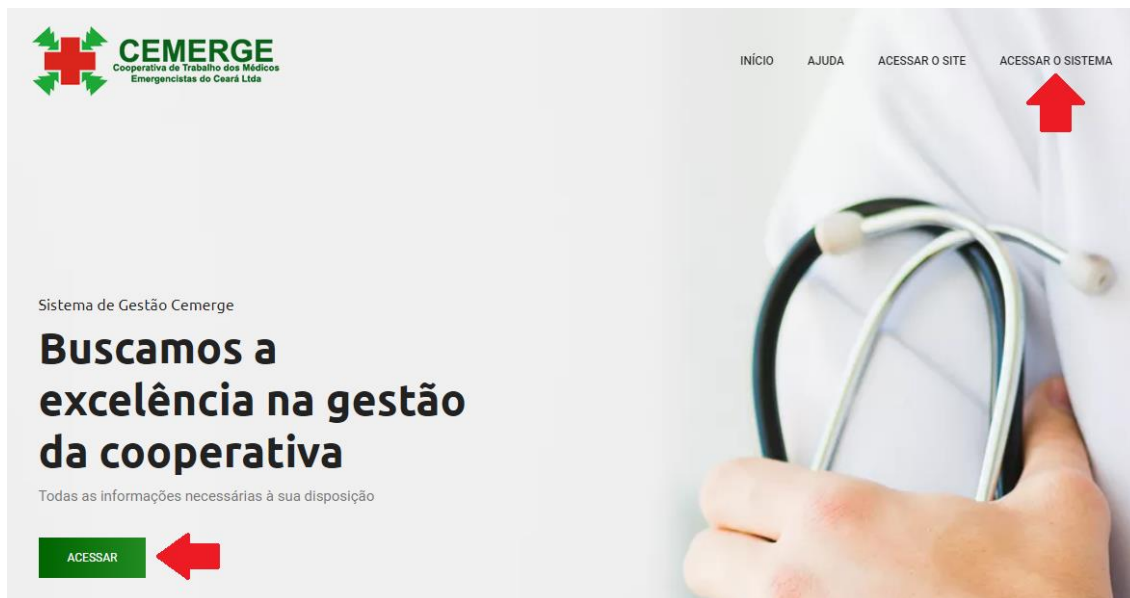 CEMERGE
Cooperativa de Trabalho dos Médicos
Emergencistas do Ceará Ltda
INÍCIO AJUDA ACESSAR O SITE ACESSAR O SISTEMA
Sistema de Gestão Cemerge
Buscamos a
excelência na gestão
da cooperativa
Todas as informações necessárias à sua disposição
ACESSAR